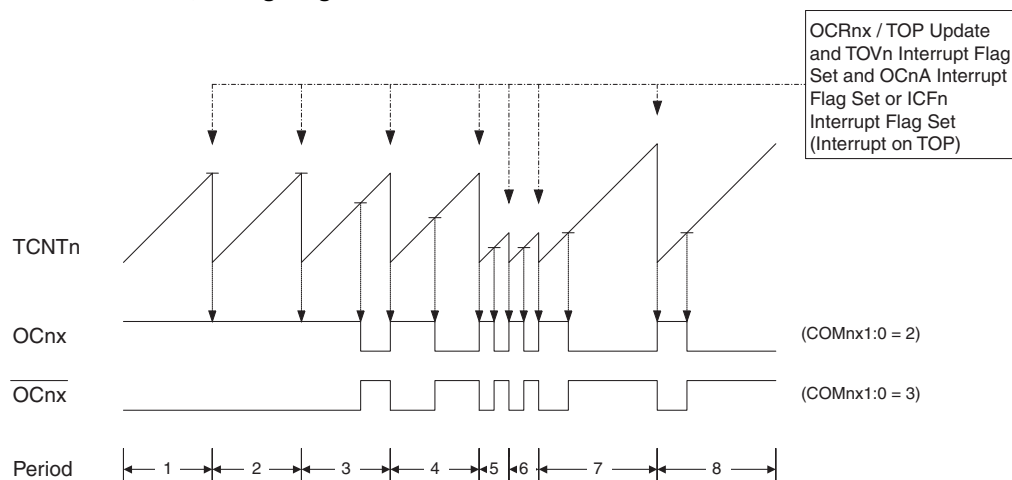 OCRnx / TOP Update
and TOVn Interrupt Flag
Set and OCnA Interrupt
Flag Set or ICFn
Interrupt Flag Set
(Interrupt on TOP)
TCNTn
OCnx
(COMnx1:0 = 2)
OCnx
(COMnx1:0 = 3)
Period 1 2 3 4 5 6 7 8